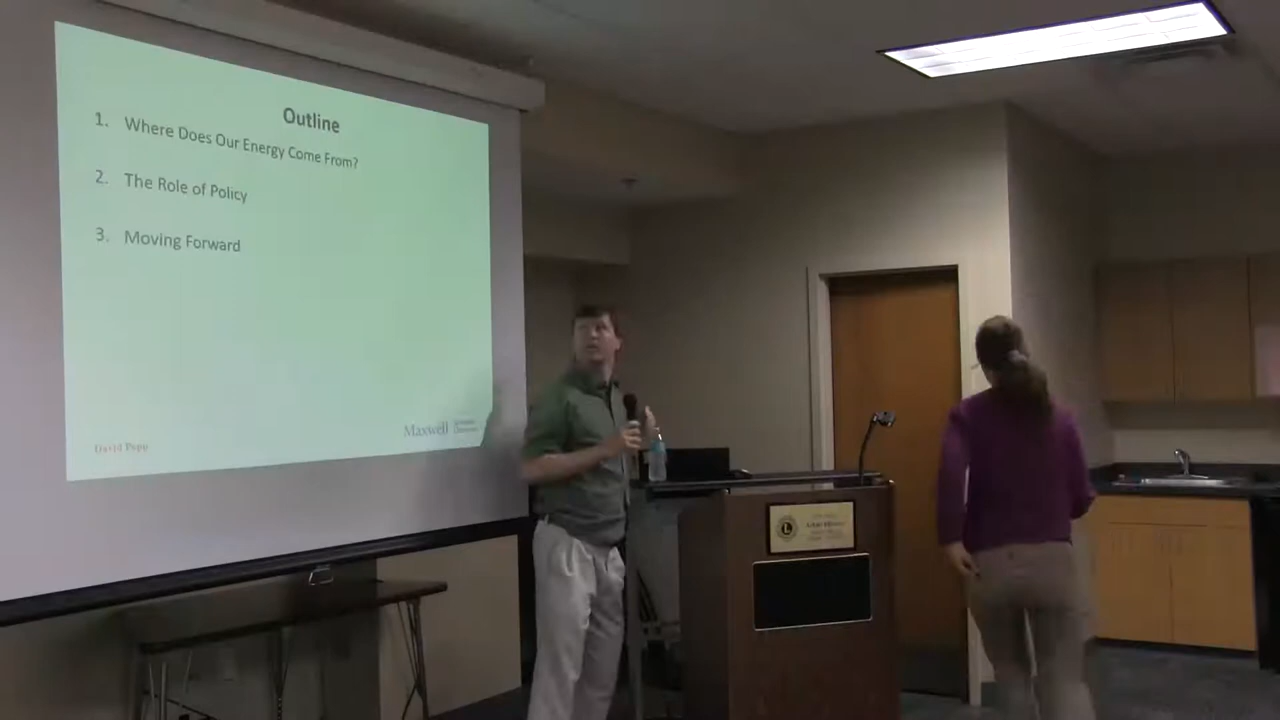 Outline
1. Where Does Our Energy Come From?
2. The Role of Policy
3. Moving Forward
David Popp
Maxwell